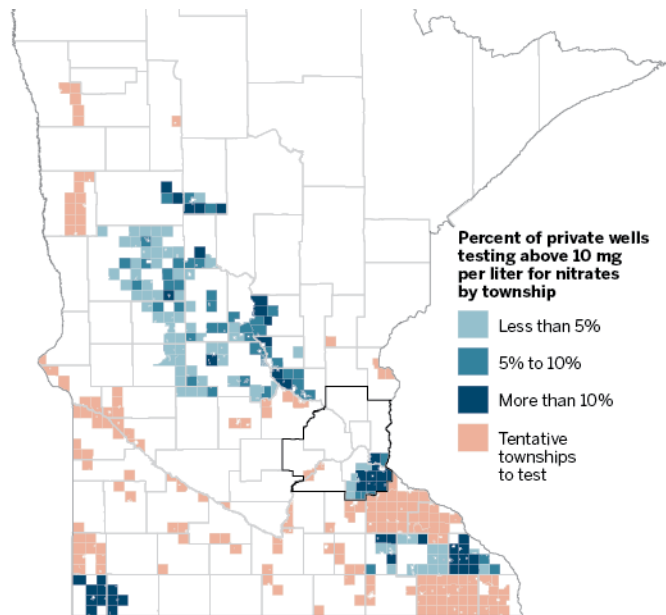 Percent of private wells
testing above 10 mg
per liter for nitrates
by township
Less than 5%
5% to 10%
More than 10%
Tentative
townships
to test